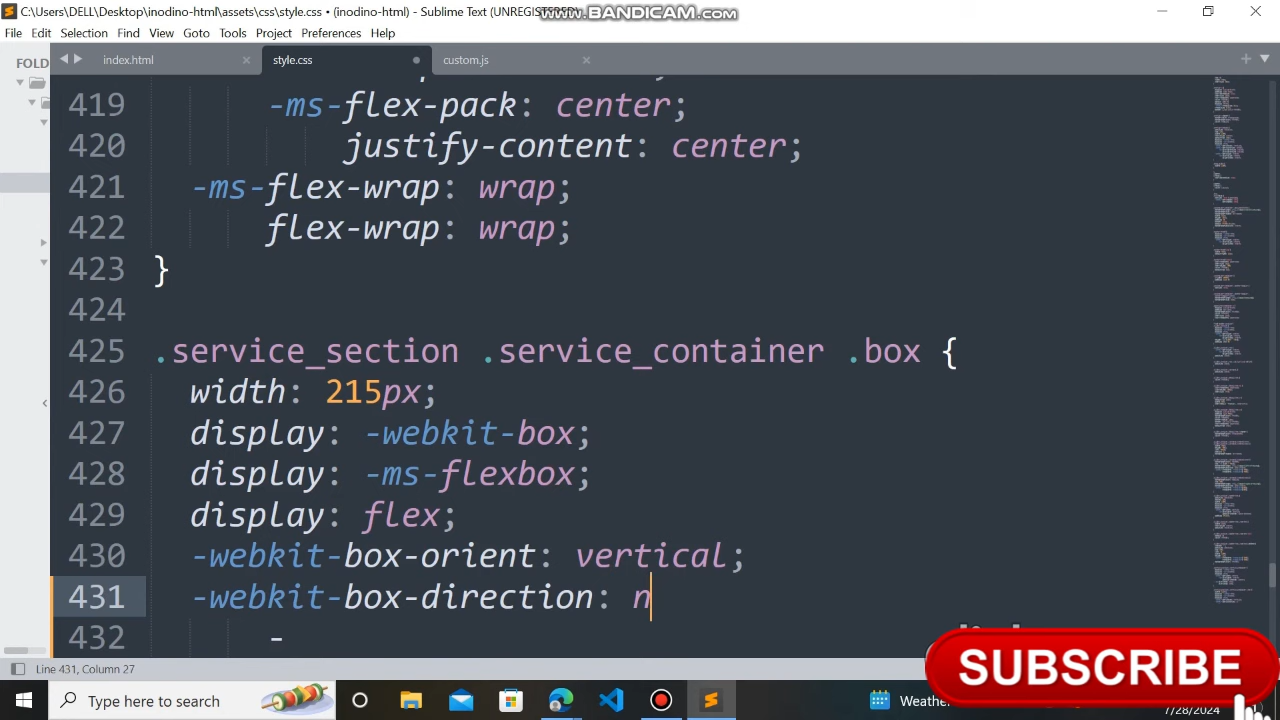 C:\Users\DELL\Desktop\inodino-html\assets\css\style.css • (inodino-html) - Sublime Text (UNREGISTERED)
www.BANDICAM.com
File Edit Selection Find View Goto Tools Project Preferences Help
FOLD
index.html
style.css
custom.js
419 -ms-flex-pack: center;
420 justify-content: center;
421 -ms-flex-wrap: wrap;
422 flex-wrap: wrap;
423 }
424
425 .service_section .service_container .box {
426 width: 215px;
427 display: -webkit-box;
428 display: -ms-flexbox;
429 display: flex;
430 -webkit-box-orient: vertical;
431 -webkit-box-direction: n
432 -
Line 431, Column 27
SUBSCRIBE
Type here to search
7/28/2024